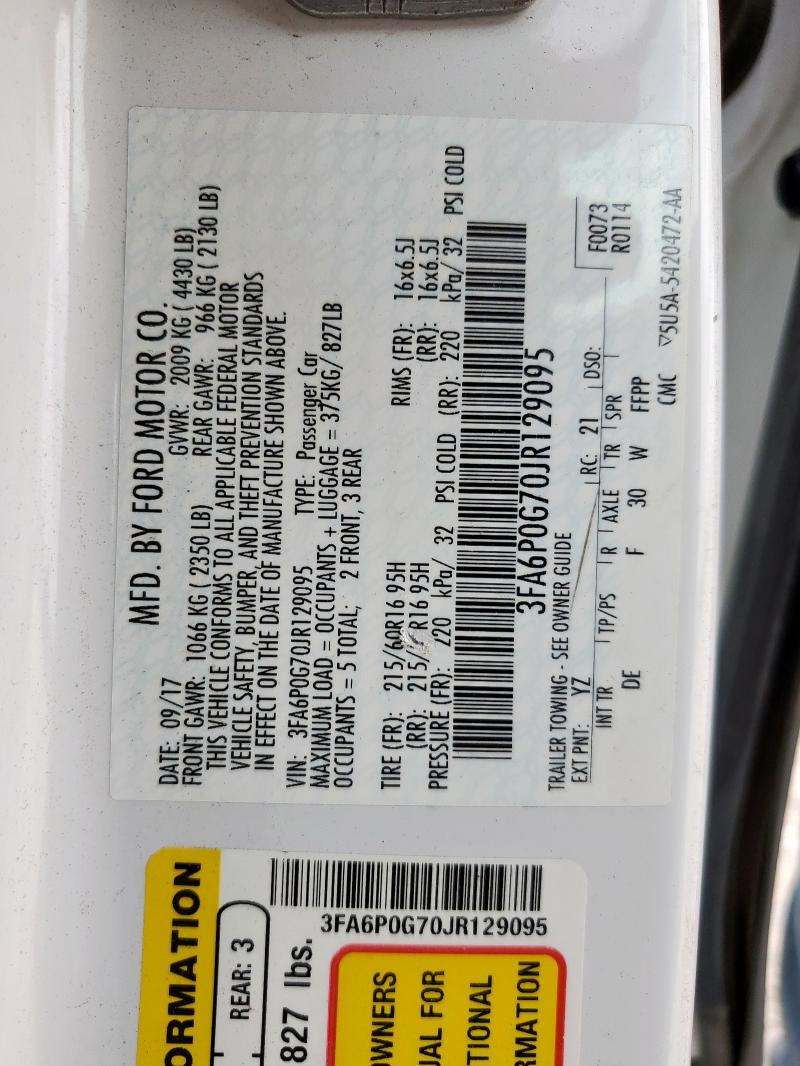 MFD. BY FORD MOTOR CO.
DATE: 09/17 GVWR: 2009 KG ( 4430 LB)
FRONT GAWR: 1066 KG ( 2350 LB) REAR GAWR: 966 KG ( 2130 LB)
THIS VEHICLE CONFORMS TO ALL APPLICABLE FEDERAL MOTOR
VEHICLE SAFETY, BUMPER, AND THEFT PREVENTION STANDARDS
IN EFFECT ON THE DATE OF MANUFACTURE SHOWN ABOVE.
VIN: 3FA6P0G70JR129095 TYPE: Passenger Car
MAXIMUM LOAD = OCCUPANTS + LUGGAGE = 375KG/ 827LB
OCCUPANTS = 5 TOTAL; 2 FRONT, 3 REAR
TIRE (FR): 215/60R16 95H RIMS (FR): 16x6.5J
(RR): 215/ R16 95H (RR): 16x6.5J
PRESSURE (FR): 220 kPa/ 32 PSI COLD (RR): 220 kPa/ 32 PSI COLD
3FA6P0G70JR129095
TRAILER TOWING - SEE OWNER GUIDE
EXT PNT: YZ RC: 21 DSO:
F0073
R0114
INT TR TP/PS R AXLE TR SPR
DE F 30 W FFPP
CMC 5U5A-5420472-AA
ORMATION
REAR: 3
827 lbs.
3FA6P0G70JR129095
OWNERS
UAL FOR
TIONAL
RMATION